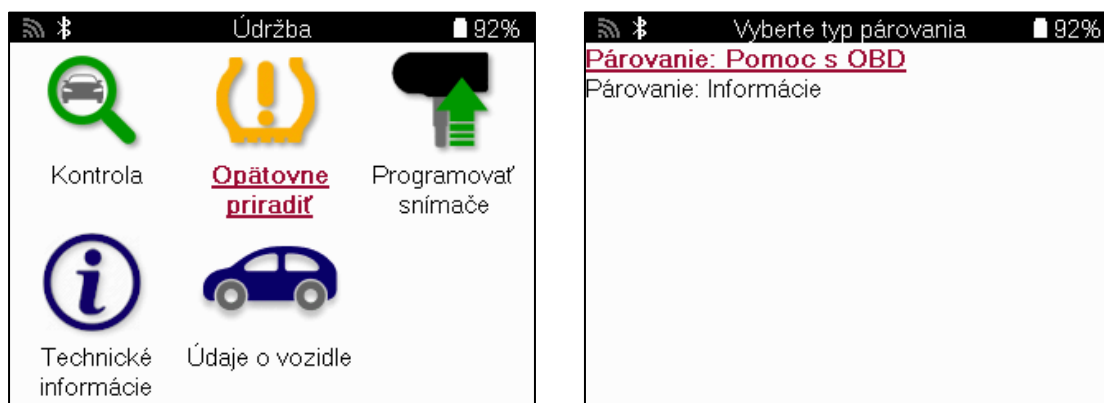 Údržba
92%
Kontrola
Opätovne
priradiť
Programovať
snímače
Technické
informácie
Údaje o vozidle
Vyberte typ párovania
92%
Párovanie: Pomoc s OBD
Párovanie: Informácie